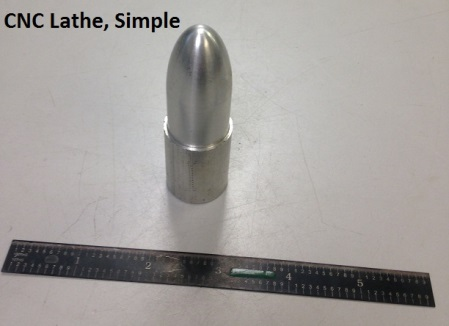 CNC Lathe, Simple
1 2 3 4 5